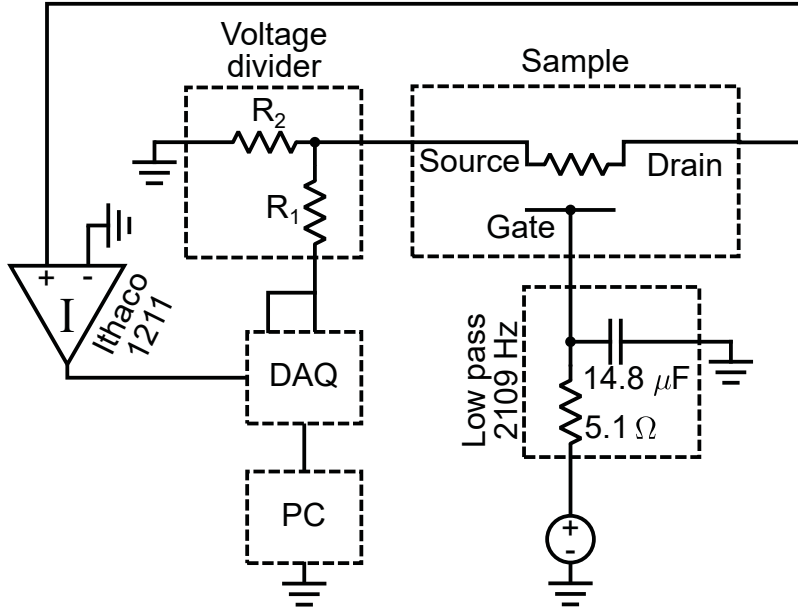 Voltage
divider
Sample
R2
Source
Drain
R1
Gate
+ -
I
Ithaco
1211
DAQ
Low pass
2109 Hz
14.8 μF
5.1 Ω
PC
+
-